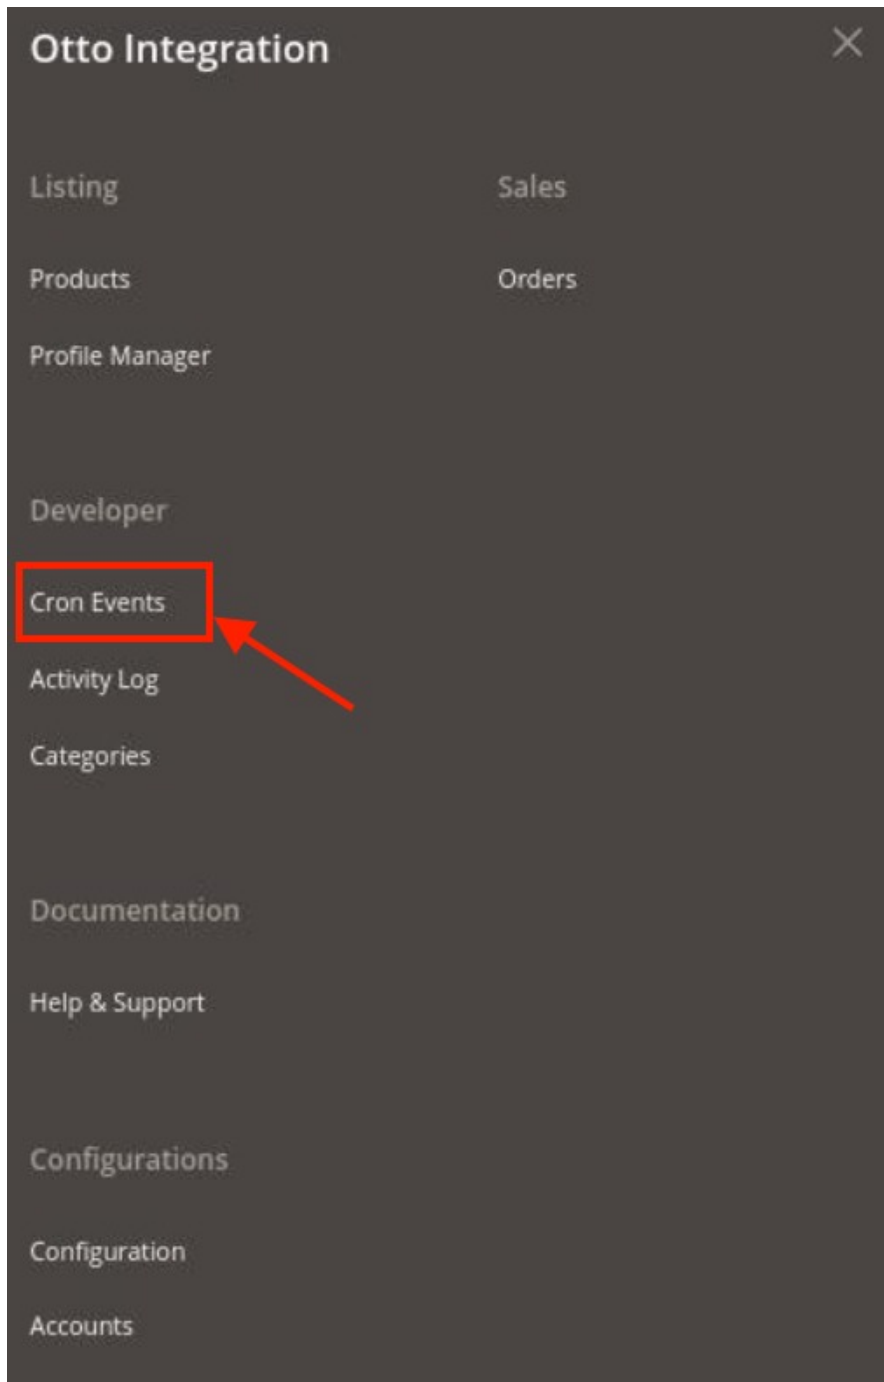 Otto Integration
Listing
Products
Profile Manager
Sales
Orders
Developer
Cron Events
Activity Log
Categories
Documentation
Help & Support
Configurations
Configuration
Accounts